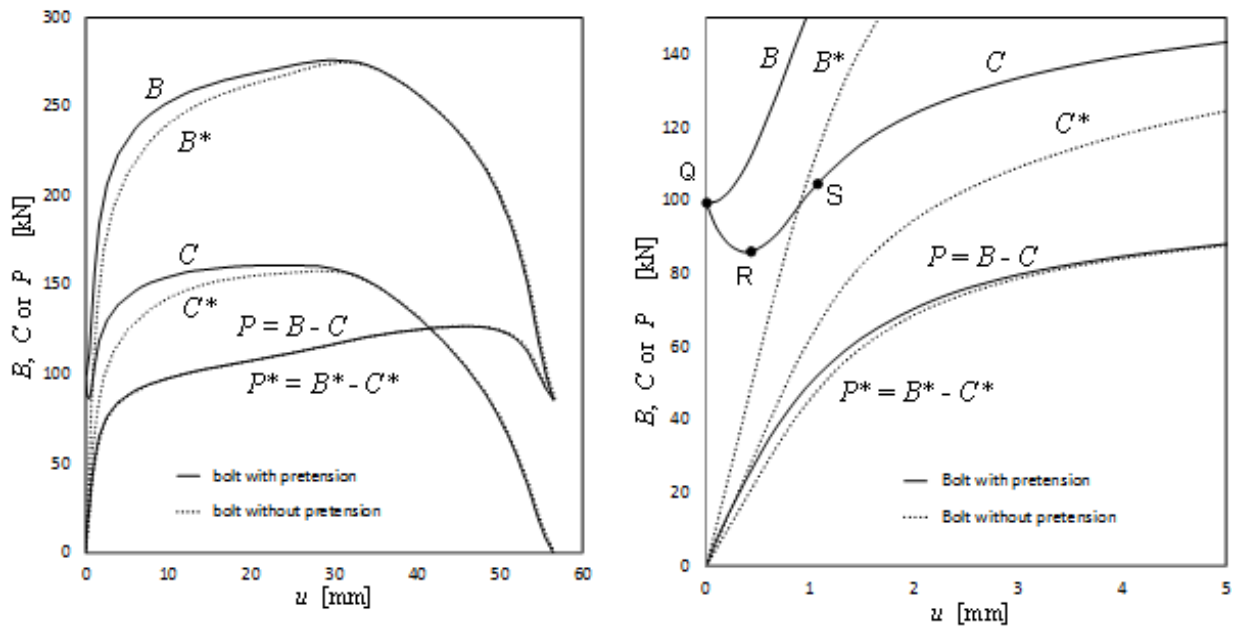 300
250
200
150
100
50
0
B, C or P [kN]
B
B*
C
C*
P = B - C
P* = B* - C*
bolt with pretension
bolt without pretension
0 10 20 30 40 50 60
u [mm]
140
120
100
80
60
40
20
0
B, C or P [kN]
B
B*
C
Q
C*
S
R
P = B - C
P* = B* - C*
Bolt with pretension
Bolt without pretension
0 1 2 3 4 5
u [mm]